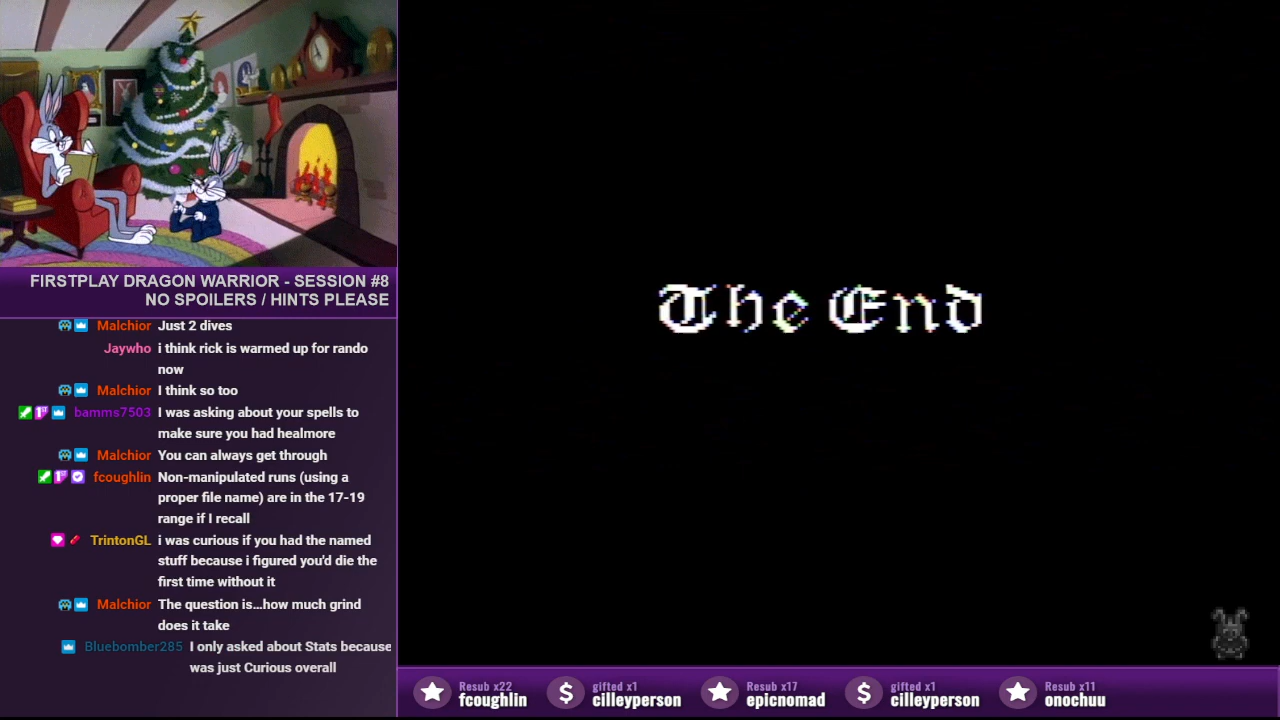 FIRSTPLAY DRAGON WARRIOR - SESSION #8
NO SPOILERS / HINTS PLEASE
Malchior Just 2 dives
Jaywho i think rick is warmed up for rando
now
Malchior I think so too
bamms7503 I was asking about your spells to
make sure you had healmore
Malchior You can always get through
fcoughlin Non-manipulated runs (using a
proper file name) are in the 17-19
range if I recall
TrintonGL i was curious if you had the named
stuff because i figured you'd die the
first time without it
Malchior The question is...how much grind
does it take
Bluebomber285 I only asked about Stats because
was just Curious overall
The End
Resub x22
fcoughlin
gifted x1
cilleyperson
Resub x17
epicnomad
gifted x1
cilleyperson
Resub x11
onochuu